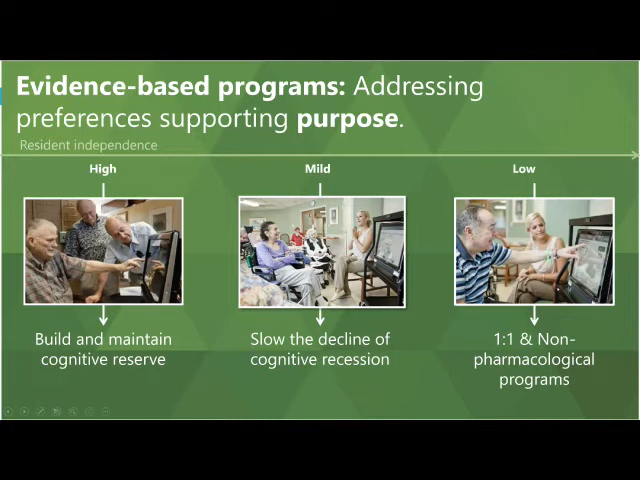 Evidence-based programs: Addressing
preferences supporting purpose.
Resident independence
High
Mild
Low
Build and maintain
cognitive reserve
Slow the decline of
cognitive recession
1:1 & Non-
pharmacological
programs